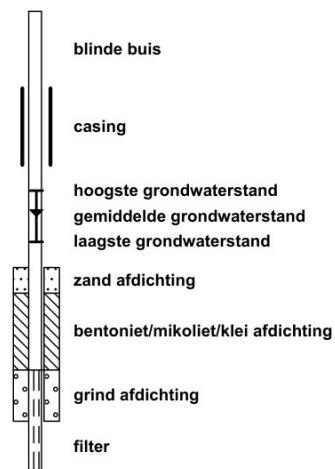 blinde buis
casing
hoogste grondwaterstand
gemiddelde grondwaterstand
laagste grondwaterstand
zand afdichting
bentoniet/mikoliet/klei afdichting
grind afdichting
filter